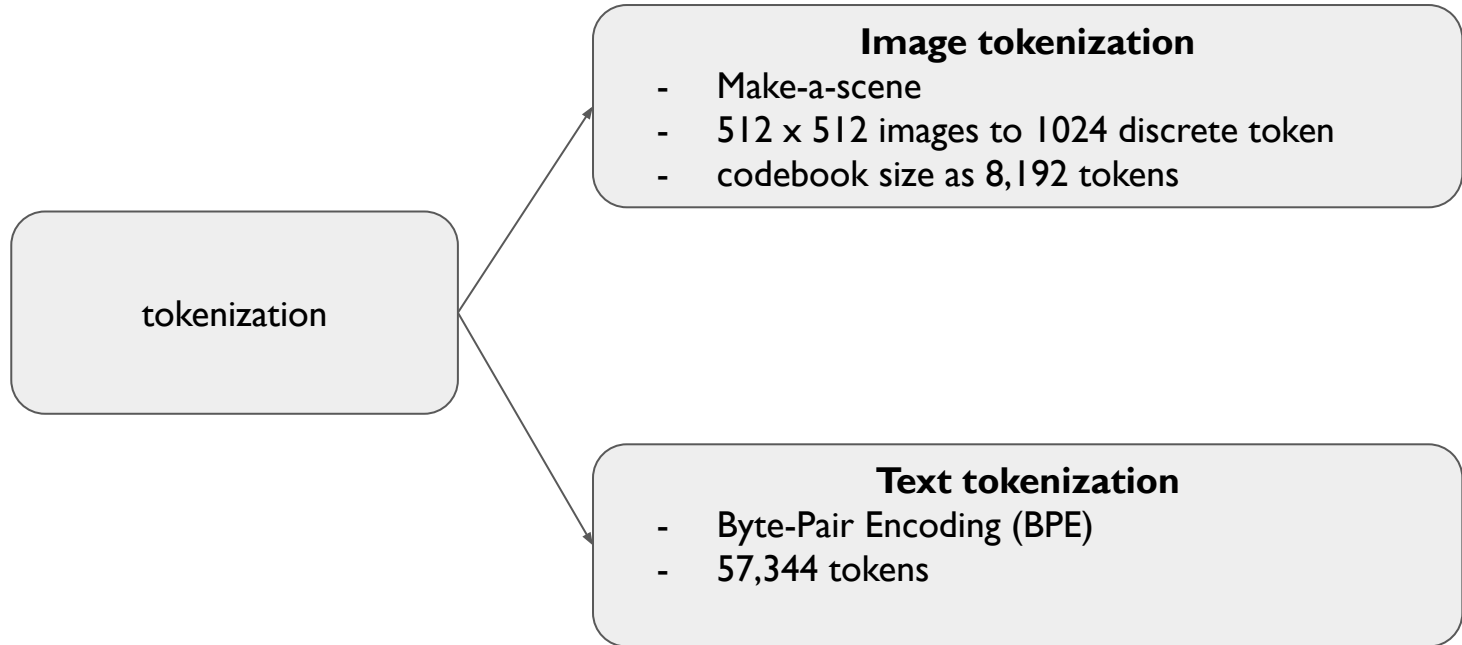 Image tokenization
- Make-a-scene
- 512 x 512 images to 1024 discrete token
- codebook size as 8,192 tokens
tokenization
Text tokenization
- Byte-Pair Encoding (BPE)
- 57,344 tokens